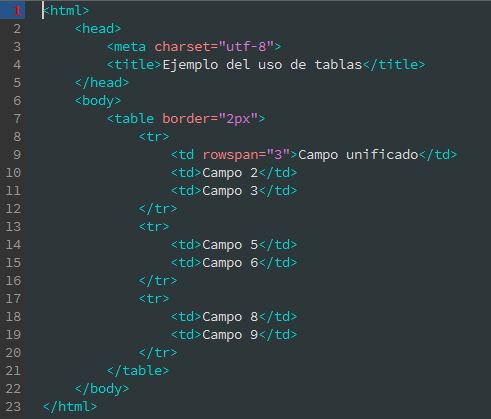 1 <html>
2     <head>
3         <meta charset="utf-8">
4         <title>Ejemplo del uso de tablas</title>
5     </head>
6     <body>
7         <table border="2px">
8             <tr>
9                 <td rowspan="3">Campo unificado</td>
10                 <td>Campo 2</td>
11                 <td>Campo 3</td>
12             </tr>
13             <tr>
14                 <td>Campo 5</td>
15                 <td>Campo 6</td>
16             </tr>
17             <tr>
18                 <td>Campo 8</td>
19                 <td>Campo 9</td>
20             </tr>
21         </table>
22     </body>
23 </html>